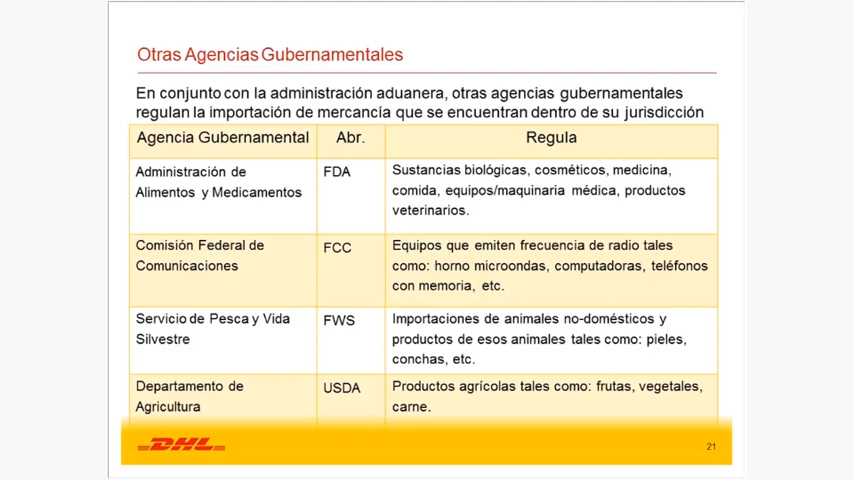 Otras Agencias Gubernamentales
En conjunto con la administración aduanera, otras agencias gubernamentales
regulan la importación de mercancía que se encuentran dentro de su jurisdicción
Agencia Gubernamental Abr. Regula
Administración de
Alimentos y Medicamentos
FDA
Sustancias biológicas, cosméticos, medicina,
comida, equipos/maquinaria médica, productos
veterinarios.
Comisión Federal de
Comunicaciones
FCC
Equipos que emiten frecuencia de radio tales
como: horno microondas, computadoras, teléfonos
con memoria, etc.
Servicio de Pesca y Vida
Silvestre
FWS
Importaciones de animales no-domésticos y
productos de esos animales tales como: pieles,
conchas, etc.
Departamento de
Agricultura
USDA
Productos agrícolas tales como: frutas, vegetales,
carne.
DHL
21